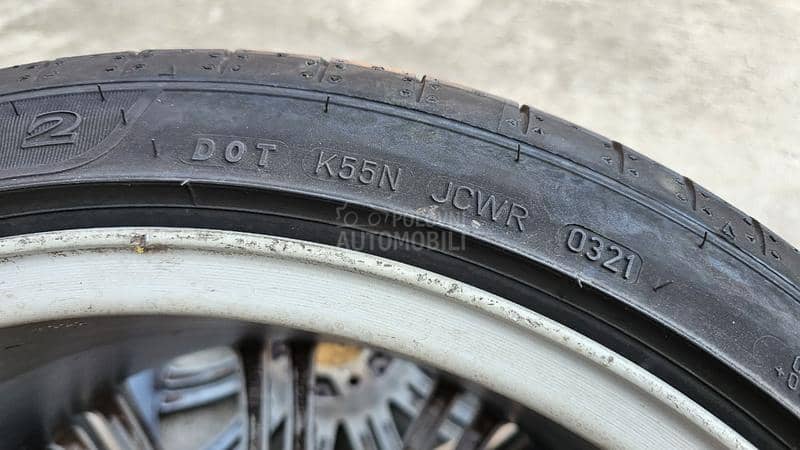 2 DOT K55N JCWR 0321
POLOVNI
AUTOMOBILI